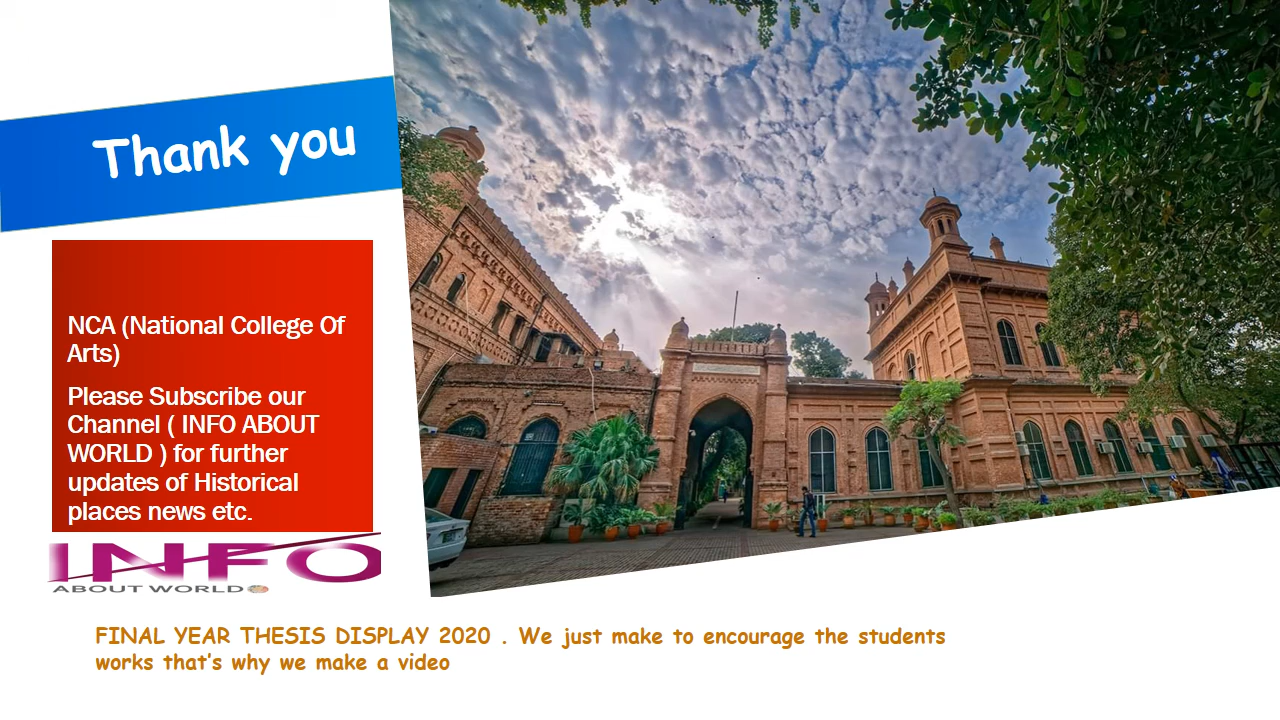 Thank you
NCA (National College Of
Arts)
Please Subscribe our
Channel ( INFO ABOUT
WORLD ) for further
updates of Historical
places news etc.
INFO
ABOUT WORLD
FINAL YEAR THESIS DISPLAY 2020 . We just make to encourage the students
works that's why we make a video